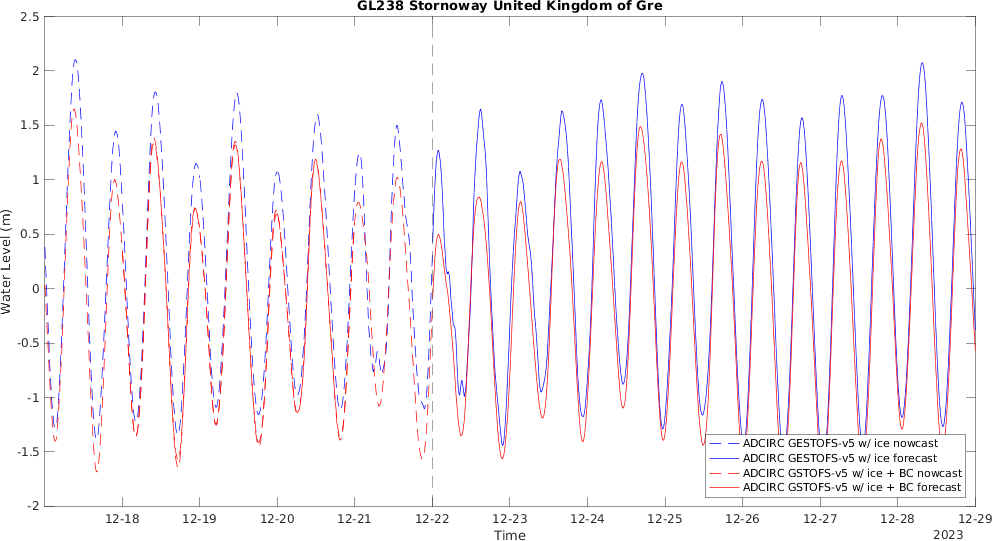 GL238 Stornoway United Kingdom of Gre
2.5
2
1.5
1
0.5
0
-0.5
-1
-1.5
-2
Water Level (m)
ADCIRC GESTOFS-v5 w/ ice nowcast
ADCIRC GESTOFS-v5 w/ ice forecast
ADCIRC GSTOFS-v5 w/ ice + BC nowcast
ADCIRC GSTOFS-v5 w/ ice + BC forecast
12-18 12-19 12-20 12-21 12-22 12-23 12-24 12-25 12-26 12-27 12-28 12-29
Time
2023